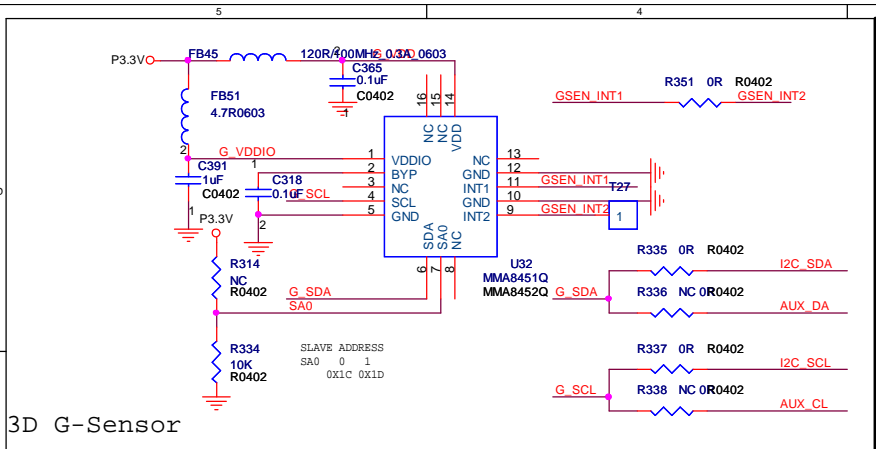 5
4
P3.3V
FB45
120R/100MHz_0.3A_0603
G_VDD
2
C365
0.1uF
C0402
1
FB51
4.7R0603
R351 0R R0402
GSEN_INT1
GSEN_INT2
16
15
14
NC
NC
VDD
2
G_VDDIO
1
VDDIO
2
BYP
3
NC
4
SCL
5
GND
NC
13
GND
12
INT1
11
GND
10
INT2
9
GSEN_INT1
GSEN_INT2
T27
1
C391
1uF
C0402
1
1
C318
0.1uF
2
G_SCL
P3.3V
SDA
SA0
NC
6
7
8
U32
MMA8451Q
MMA8452Q
R314
NC
R0402
G_SDA
SA0
R334
10K
R0402
SLAVE ADDRESS
SA0 0 1
0X1C 0X1D
R335 0R R0402
I2C_SDA
G_SDA
R336 NC 0R R0402
AUX_DA
R337 0R R0402
I2C_SCL
G_SCL
R338 NC 0R R0402
AUX_CL
3D G-Sensor